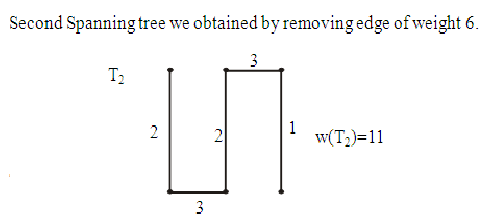 Second Spanning tree we obtained by removing edge of weight 6.
3
T₂
2
2
1
w(T₂)=11
3